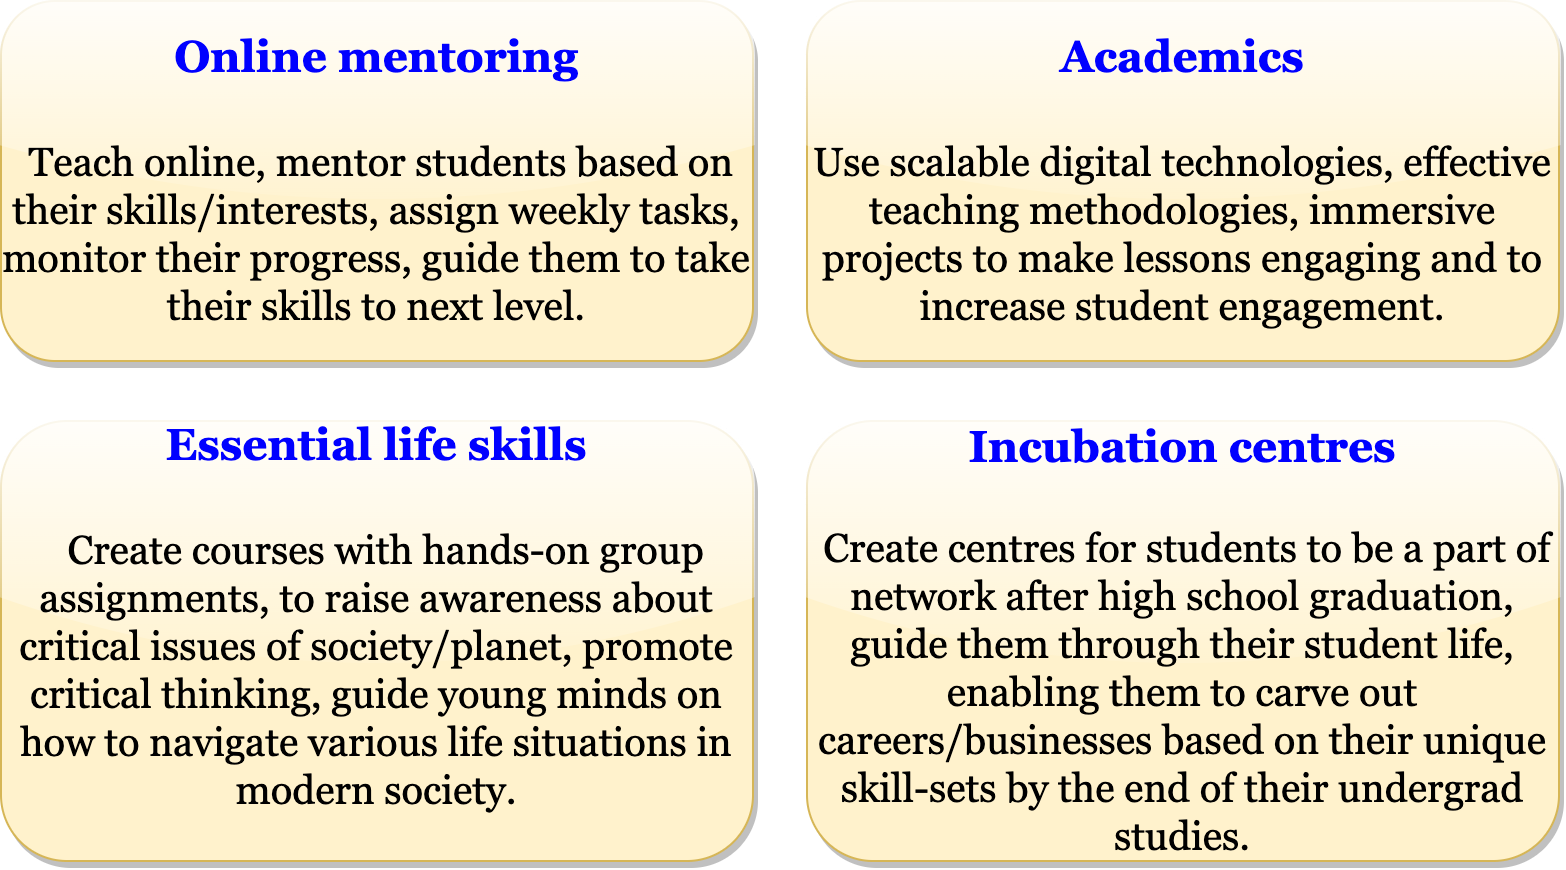 Online mentoring
Teach online, mentor students based on
their skills/interests, assign weekly tasks,
monitor their progress, guide them to take
their skills to next level.
Academics
Use scalable digital technologies, effective
teaching methodologies, immersive
projects to make lessons engaging and to
increase student engagement.
Essential life skills
Create courses with hands-on group
assignments, to raise awareness about
critical issues of society/planet, promote
critical thinking, guide young minds on
how to navigate various life situations in
modern society.
Incubation centres
Create centres for students to be a part of
network after high school graduation,
guide them through their student life,
enabling them to carve out
careers/businesses based on their unique
skill-sets by the end of their undergrad
studies.